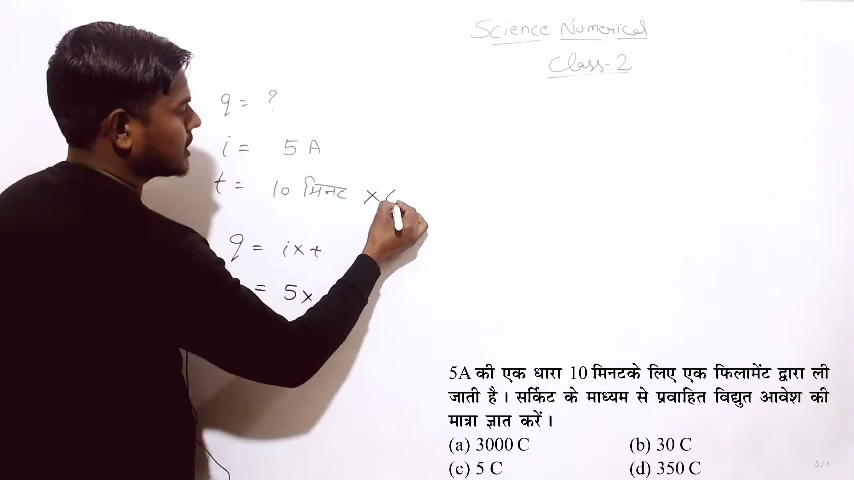 Science Numerical
Class-2
q = ?
i = 5 A
t = 10 मिनट ×
q = i×t
= 5×
5A की एक धारा 10 मिनटके लिए एक फिलामेंट द्वारा ली
जाती है। सर्किट के माध्यम से प्रवाहित विद्युत आवेश की
मात्रा ज्ञात करें।
(a) 3000 C (b) 30 C
(c) 5 C (d) 350 C